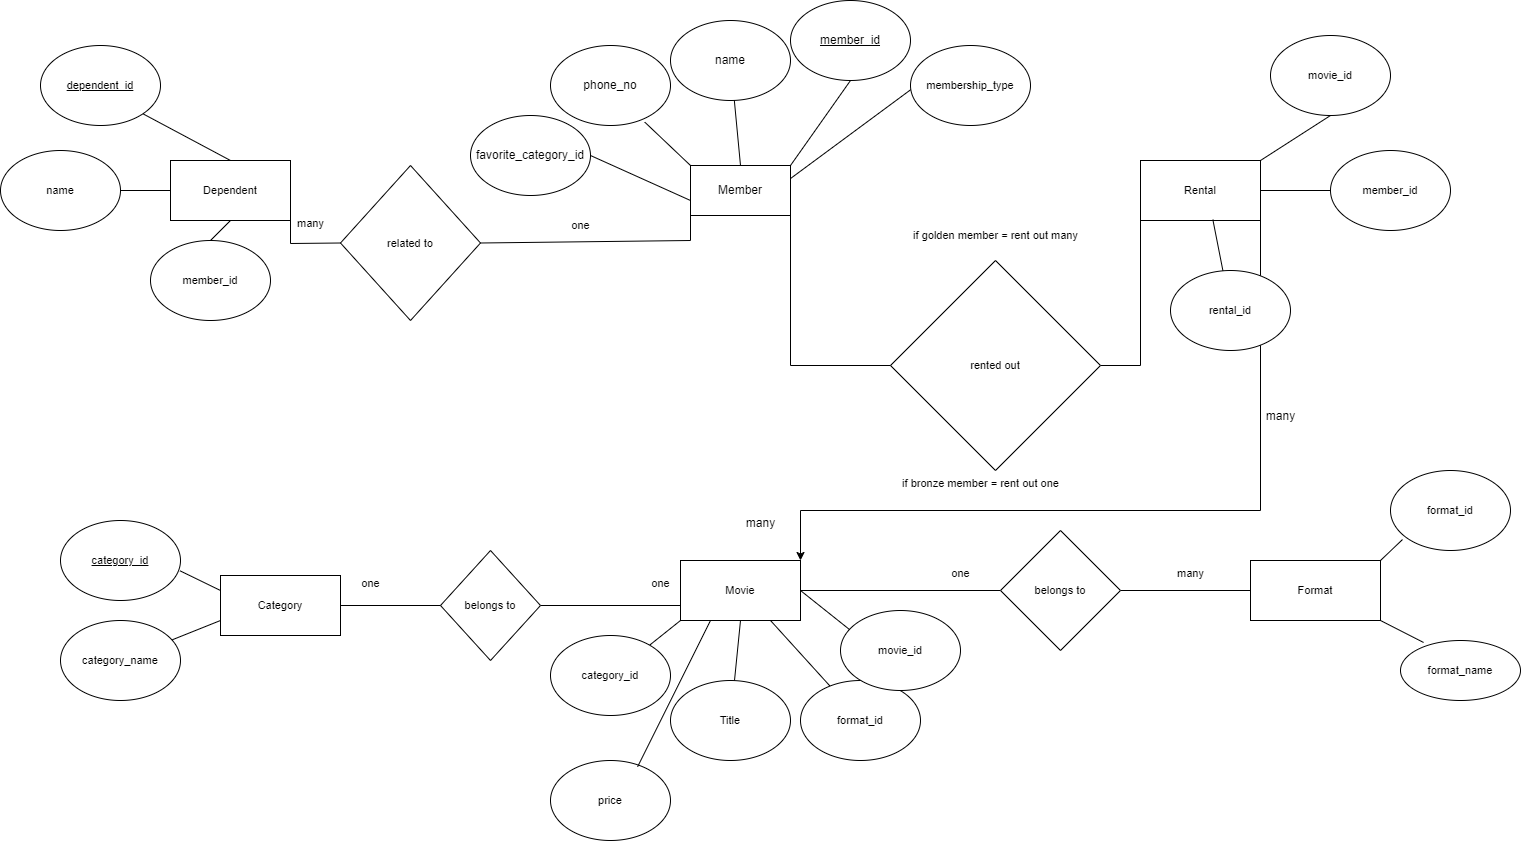 member_id
name
movie_id
dependent_id
phone_no
membership_type
favorite_category_id
name
Dependent
Member
Rental
member_id
many
one
related to
if golden member = rent out many
member_id
rental_id
rented out
many
if bronze member = rent out one
many
format_id
category_id
one
one
one
many
Category
belongs to
Movie
belongs to
Format
category_name
category_id
movie_id
format_name
Title
format_id
price